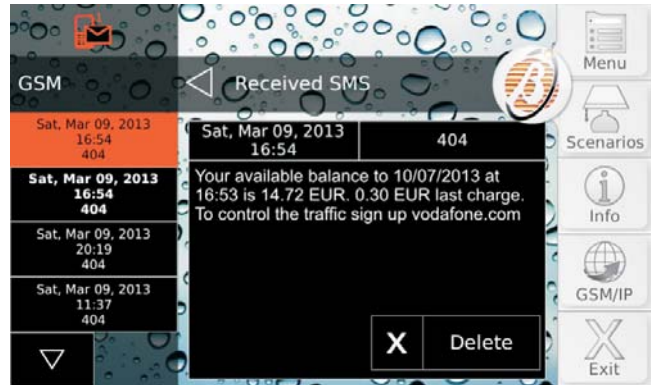 GSM
Received SMS
Sat, Mar 09, 2013
16:54
404
Sat, Mar 09, 2013
16:54
404
Sat, Mar 09, 2013
20:19
404
Sat, Mar 09, 2013
11:37
404
Sat, Mar 09, 2013
16:54
404
Your available balance to 10/07/2013 at
16:53 is 14.72 EUR. 0.30 EUR last charge.
To control the traffic sign up vodafone.com
X
Delete
Menu
Scenarios
Info
GSM/IP
Exit